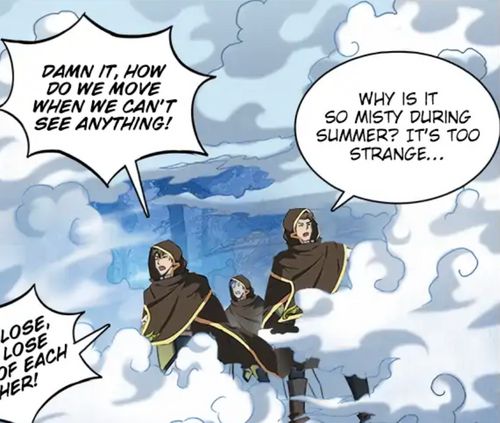 DAMN IT, HOW
DO WE MOVE
WHEN WE CAN'T
SEE ANYTHING!
WHY IS IT
SO MISTY DURING
SUMMER? IT'S TOO
STRANGE...
LOSE,
LOSE
OF EACH
HER!